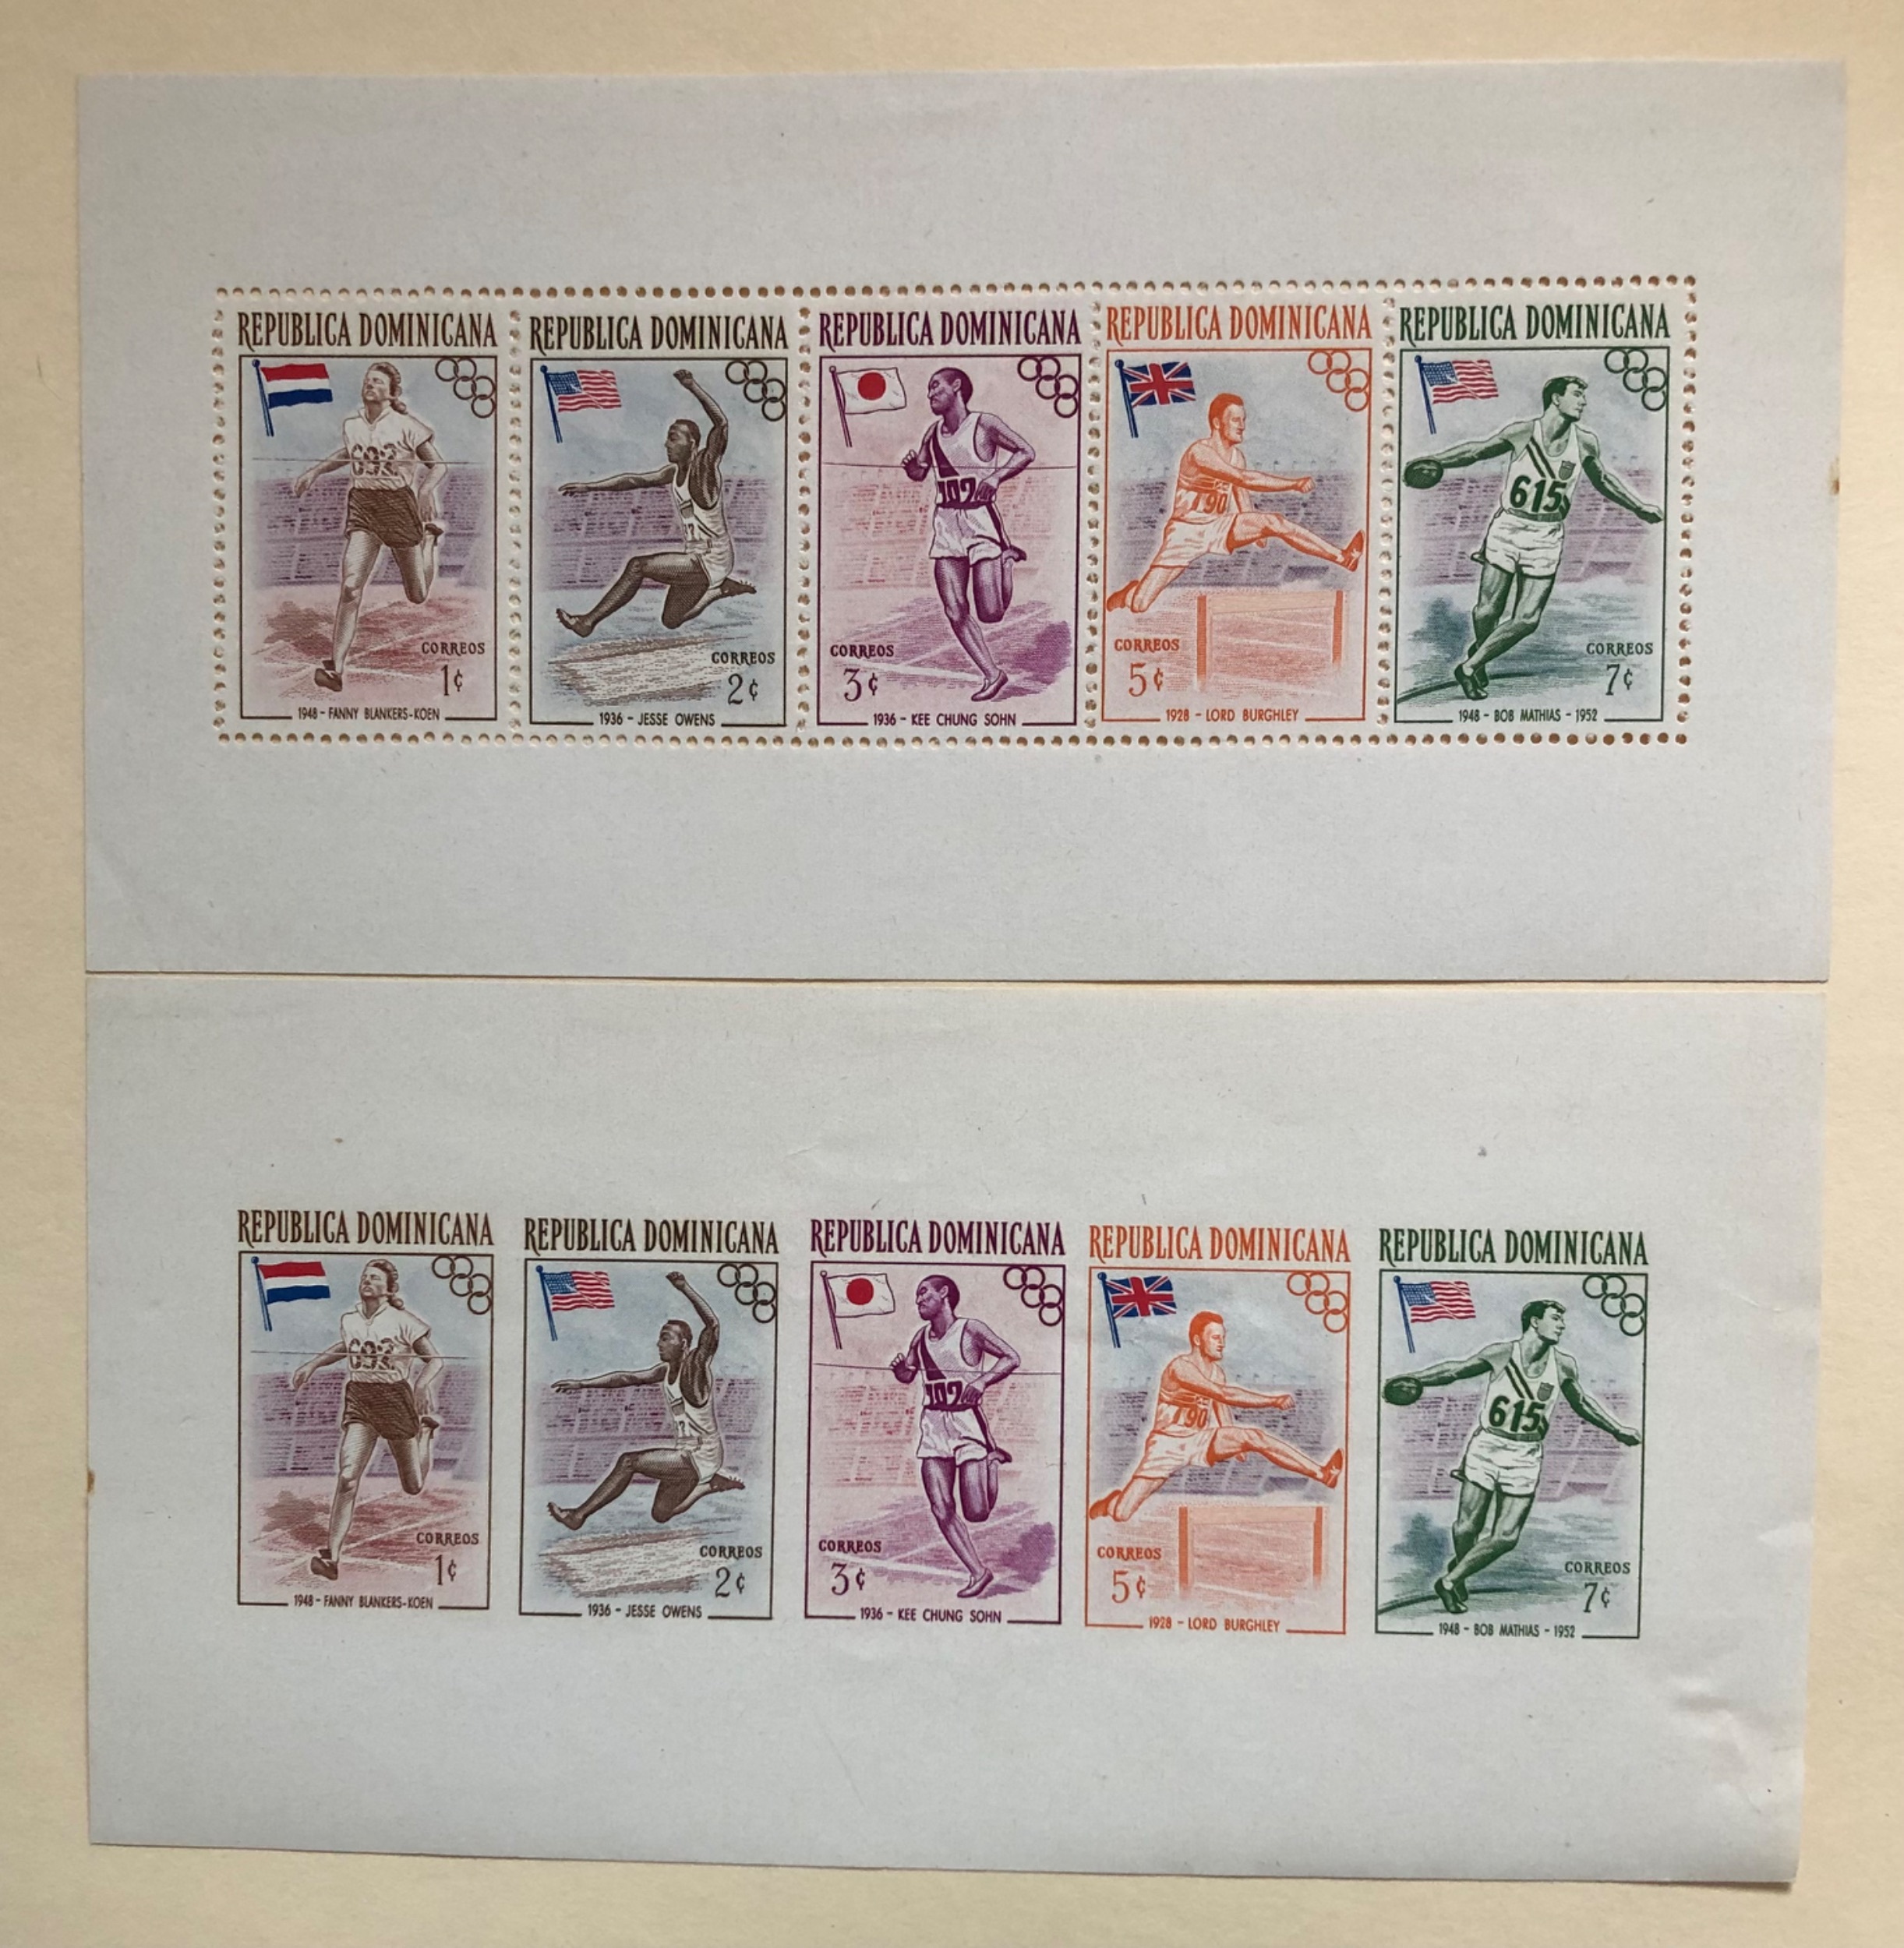 REPUBLICA DOMINICANA
CORREOS
1¢
1948 - FANNY BLANKERS-KOEN
REPUBLICA DOMINICANA
CORREOS
2¢
1936 - JESSE OWENS
REPUBLICA DOMINICANA
CORREOS
3¢
1936 - KEE CHUNG SOHN
REPUBLICA DOMINICANA
190
CORREOS
5¢
1928 - LORD BURGHLEY
REPUBLICA DOMINICANA
615
CORREOS
7¢
1948 - BOB MATHIAS - 1952
REPUBLICA DOMINICANA
CORREOS
1¢
1948 - FANNY BLANKERS-KOEN
REPUBLICA DOMINICANA
CORREOS
2¢
1936 - JESSE OWENS
REPUBLICA DOMINICANA
CORREOS
3¢
1936 - KEE CHUNG SOHN
REPUBLICA DOMINICANA
190
CORREOS
5¢
1928 - LORD BURGHLEY
REPUBLICA DOMINICANA
615
CORREOS
7¢
1948 - BOB MATHIAS - 1952